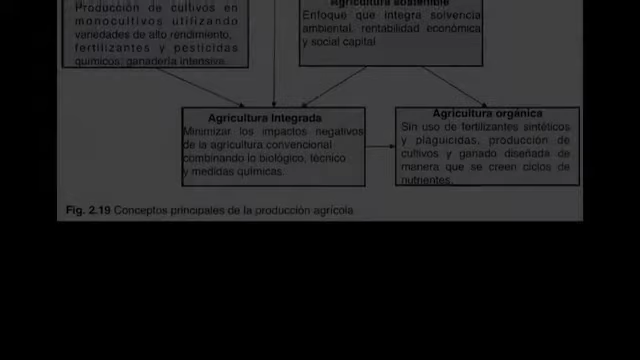 Producción de cultivos en
monocultivos utilizando
variedades de alto rendimiento,
fertilizantes y pesticidas
químicos; ganadería intensiva.
Agricultura sostenible
Enfoque que integra solvencia
ambiental, rentabilidad económica
y social capital
Agricultura Integrada
Minimizar los impactos negativos
de la agricultura convencional
combinando lo biológico, técnico
y medidas químicas.
Agricultura orgánica
Sin uso de fertilizantes sintéticos
y plaguicidas, producción de
cultivos y ganado diseñada de
manera que se creen ciclos de
nutrientes.
Fig. 2.19 Conceptos principales de la producción agrícola